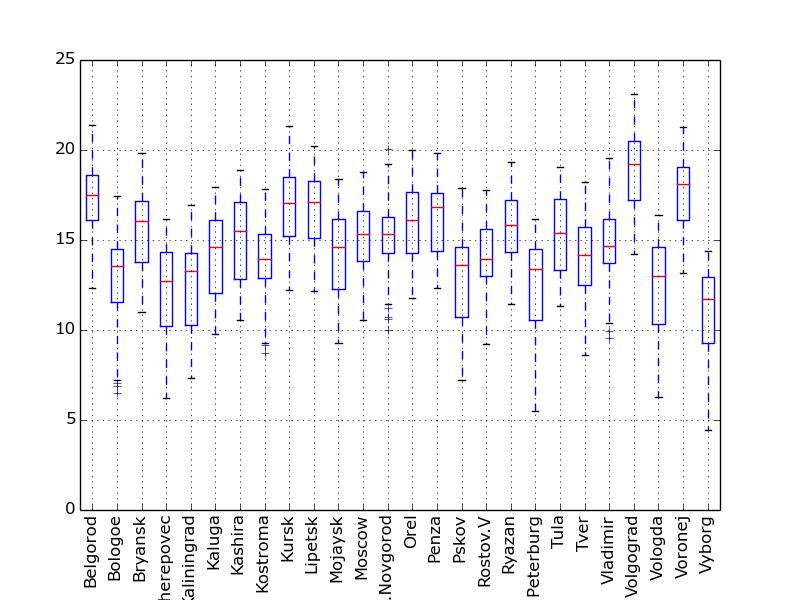 25
20
15
10
5
0
Belgorod
Bologoe
Bryansk
herepovec
Kaliningrad
Kaluga
Kashira
Kostroma
Kursk
Lipetsk
Mojaysk
Moscow
.Novgorod
Orel
Penza
Pskov
Rostov.V
Ryazan
Peterburg
Tula
Tver
Vladimir
Volgograd
Vologda
Voronej
Vyborg